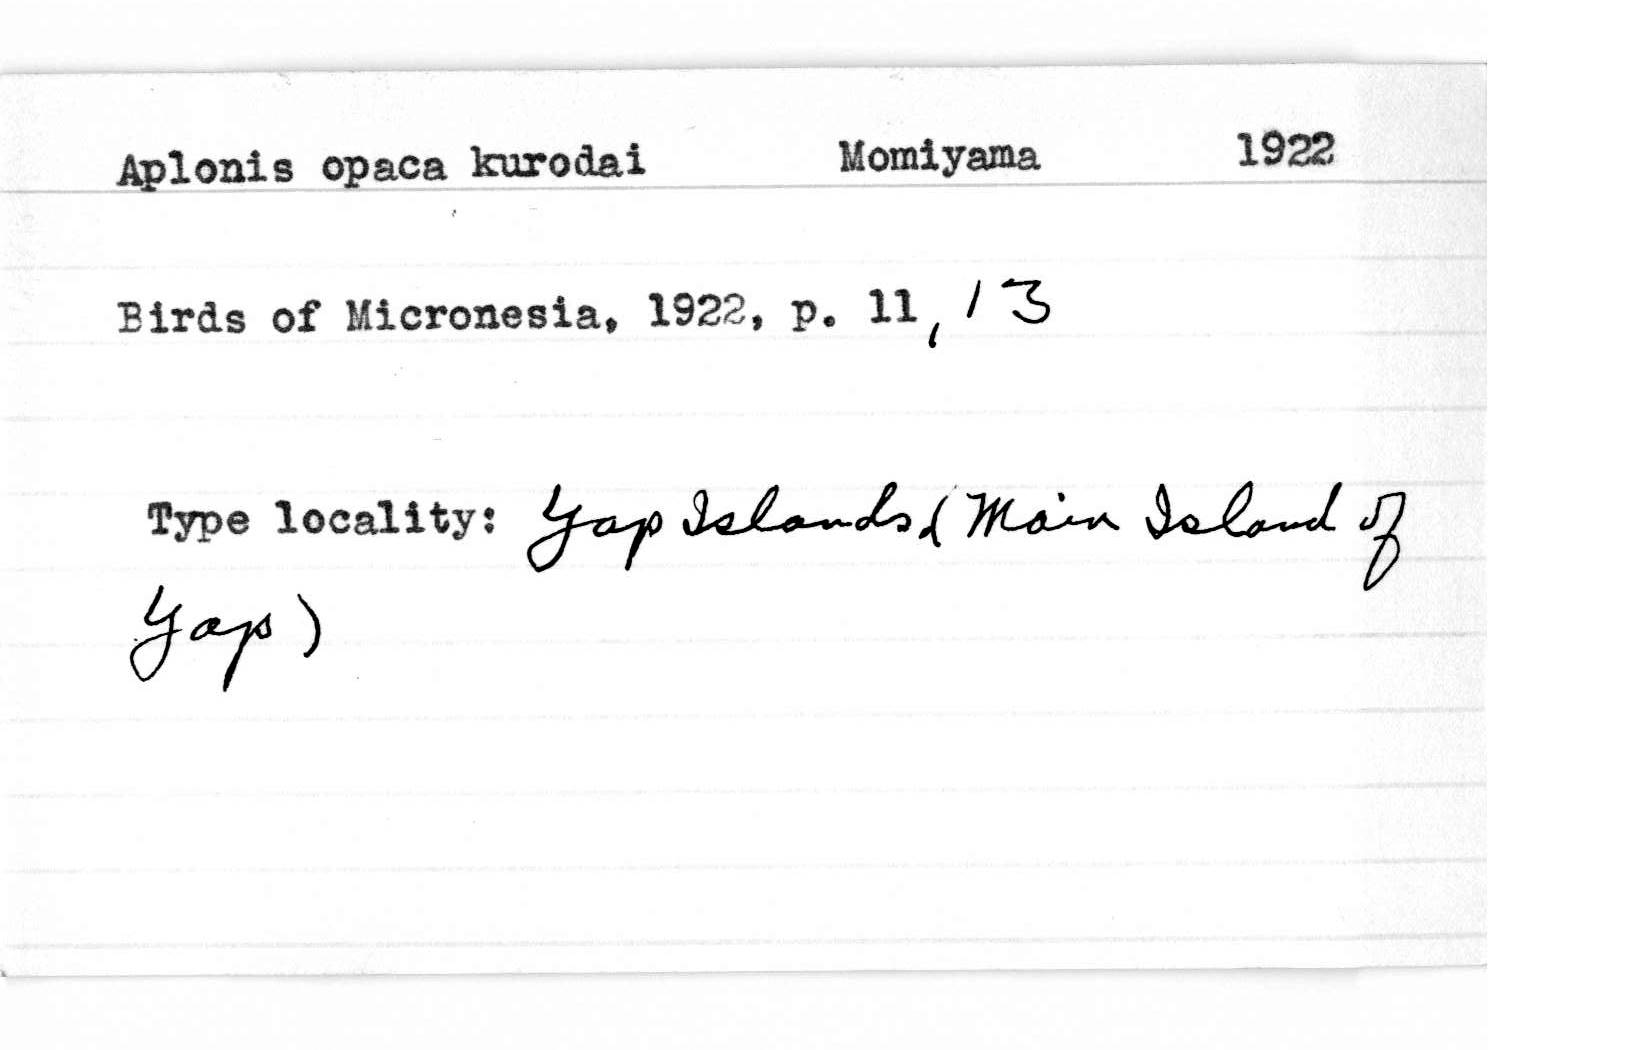 Aplonis opaca kurodai Momiyama 1922
Birds of Micronesia, 1922, p. 11, 13
Type locality: Yap Islands (Main Island of
Yap)